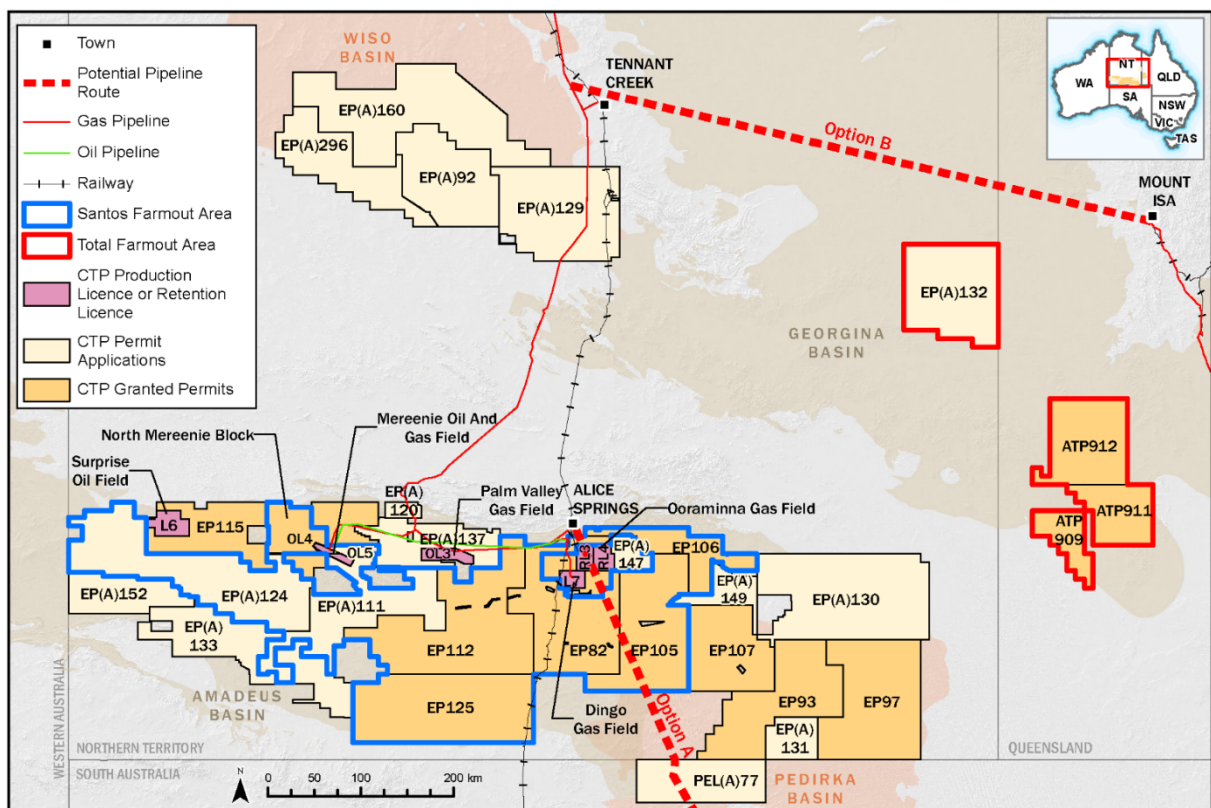 Town
Potential Pipeline
Route
Gas Pipeline
Oil Pipeline
Railway
Santos Farmout Area
Total Farmout Area
CTP Production
Licence or Retention
Licence
CTP Permit
Applications
CTP Granted Permits
WISO
BASIN
TENNANT
CREEK
Option B
MOUNT
ISA
WA
NT
QLD
SA
NSW
VIC
TAS
EP(A)160
EP(A)296
EP(A)92
EP(A)129
EP(A)132
GEORGINA
BASIN
ATP912
ATP911
ATP
909
Mereenie Oil And
Gas Field
North Mereenie Block
Surprise
Oil Field
EP(A)
120
Palm Valley
Gas Field
ALICE
SPRINGS
Ooraminna Gas Field
L6
EP115
OL4
OL5
EP(A)137
OL3
RL3
RL4
EP(A)
147
EP106
L7
EP(A)
149
EP(A)130
EP(A)152
EP(A)124
EP(A)111
EP(A)
133
EP112
EP82
EP105
EP107
EP93
EP97
EP125
Dingo
Gas Field
Option A
EP(A)
131
AMADEUS
BASIN
WESTERN AUSTRALIA
NORTHERN TERRITORY
SOUTH AUSTRALIA
QUEENSLAND
PEL(A)77
PEDIRKA
BASIN
N
0 50 100 200 km